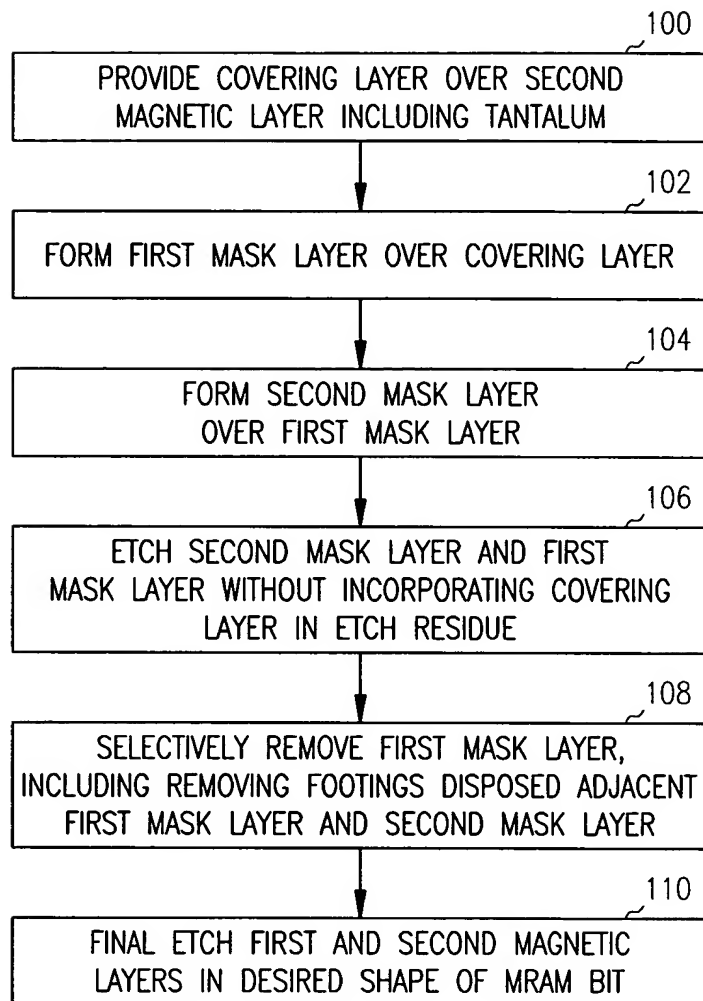 100
PROVIDE COVERING LAYER OVER SECOND
MAGNETIC LAYER INCLUDING TANTALUM
102
FORM FIRST MASK LAYER OVER COVERING LAYER
104
FORM SECOND MASK LAYER
OVER FIRST MASK LAYER
106
ETCH SECOND MASK LAYER AND FIRST
MASK LAYER WITHOUT INCORPORATING COVERING
LAYER IN ETCH RESIDUE
108
SELECTIVELY REMOVE FIRST MASK LAYER,
INCLUDING REMOVING FOOTINGS DISPOSED ADJACENT
FIRST MASK LAYER AND SECOND MASK LAYER
110
FINAL ETCH FIRST AND SECOND MAGNETIC
LAYERS IN DESIRED SHAPE OF MRAM BIT